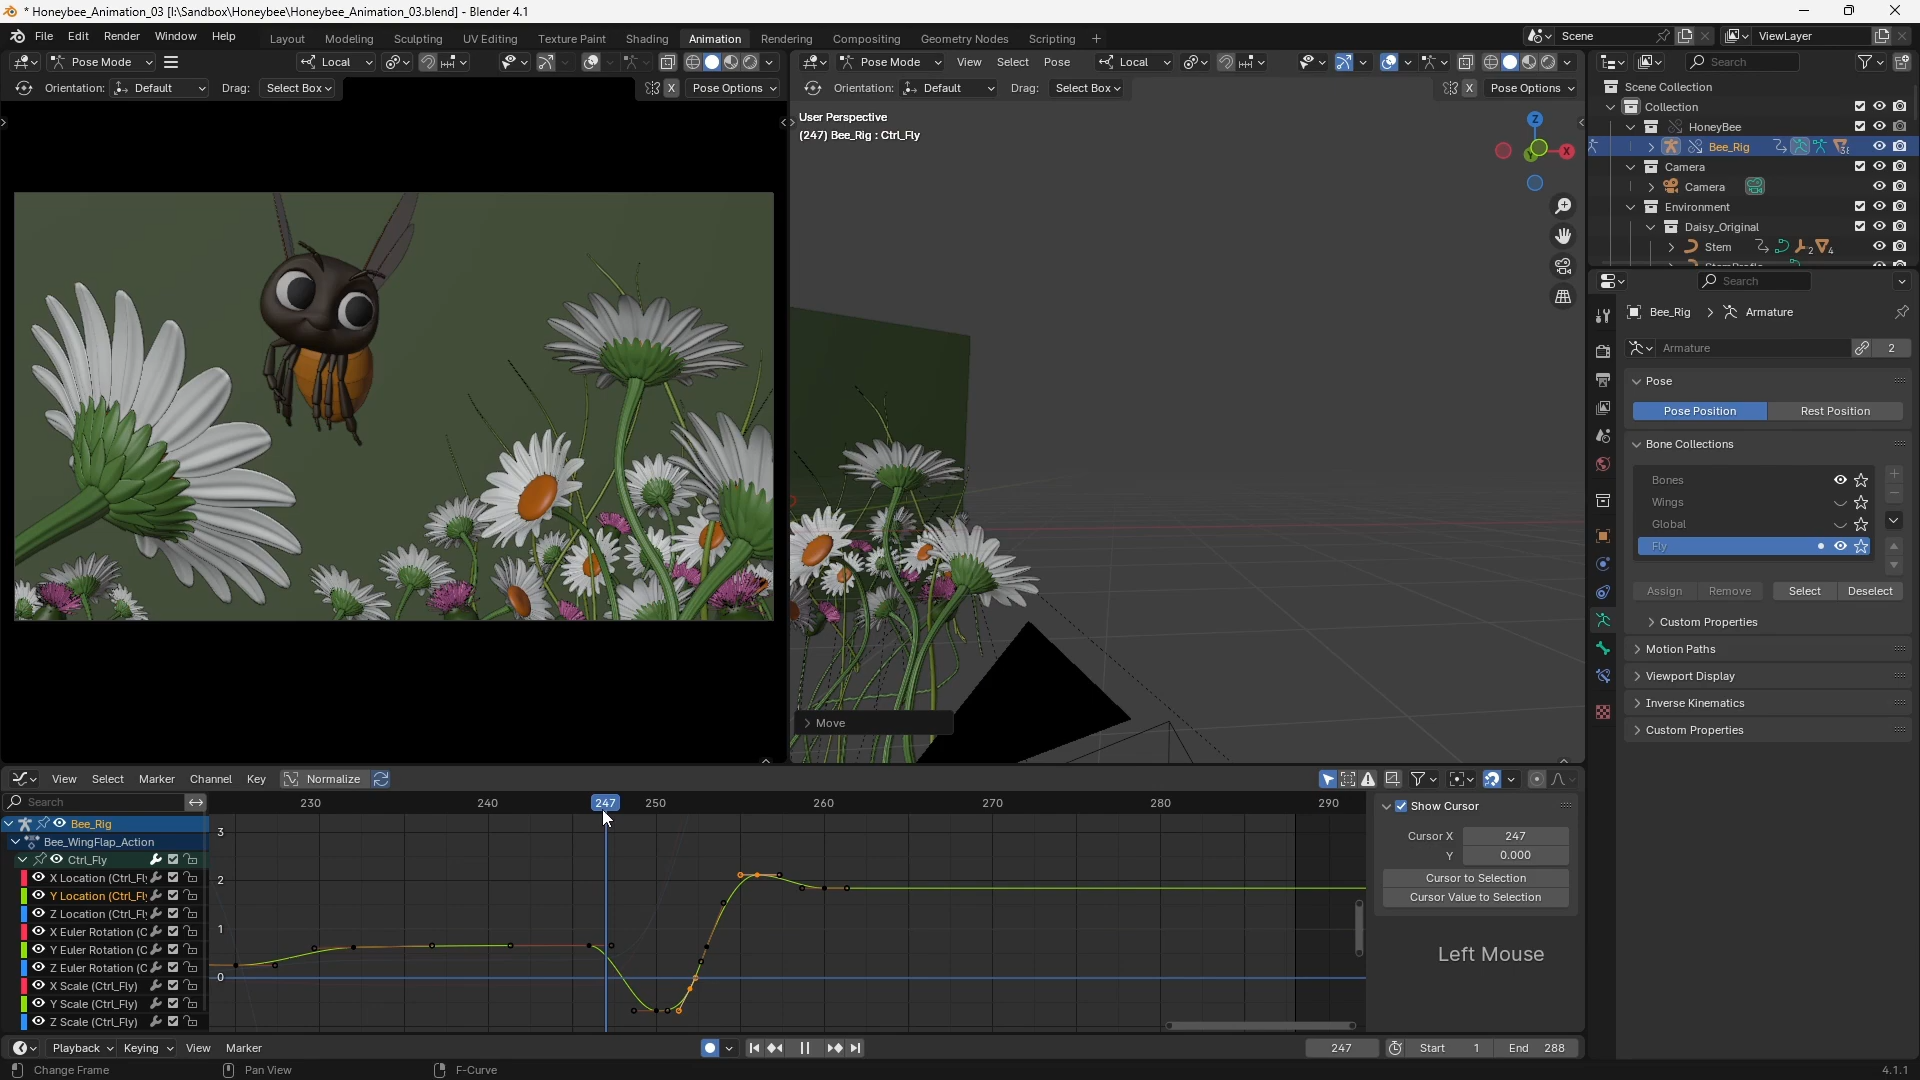 * Honeybee_Animation_03 [I:\Sandbox\Honeybee\Honeybee_Animation_03.blend] - Blender 4.1
File Edit Render Window Help Layout Modeling Sculpting UV Editing Texture Paint Shading Animation Rendering Compositing Geometry Nodes Scripting + Scene ViewLayer
Pose Mode Local Pose Mode View Select Pose Local Search
Orientation: Default Drag: Select Box X Pose Options Orientation: Default Drag: Select Box X Pose Options
User Perspective
(247) Bee_Rig : Ctrl_Fly
Z
X
Move
Scene Collection
Collection
HoneyBee
Bee_Rig
Camera
Camera
Environment
Daisy_Original
Stem 2 4
Search
Bee_Rig > Armature
Armature 2
Pose
Pose Position Rest Position
Bone Collections
Bones
Wings
Global
Fly
Assign Remove Select Deselect
Custom Properties
Motion Paths
Viewport Display
Inverse Kinematics
Custom Properties
View Select Marker Channel Key Normalize
Search
230 240 247 250 260 270 280 290
Bee_Rig
Bee_WingFlap_Action
Ctrl_Fly
X Location (Ctrl_Fl
Y Location (Ctrl_Fl
Z Location (Ctrl_Fl
X Euler Rotation (C
Y Euler Rotation (C
Z Euler Rotation (C
X Scale (Ctrl_Fly)
Y Scale (Ctrl_Fly)
Z Scale (Ctrl_Fly)
3
2
1
0
Show Cursor
Cursor X 247
Y 0.000
Cursor to Selection
Cursor Value to Selection
Left Mouse
Playback Keying View Marker 247 Start 1 End 288
Change Frame Pan View F-Curve 4.1.1